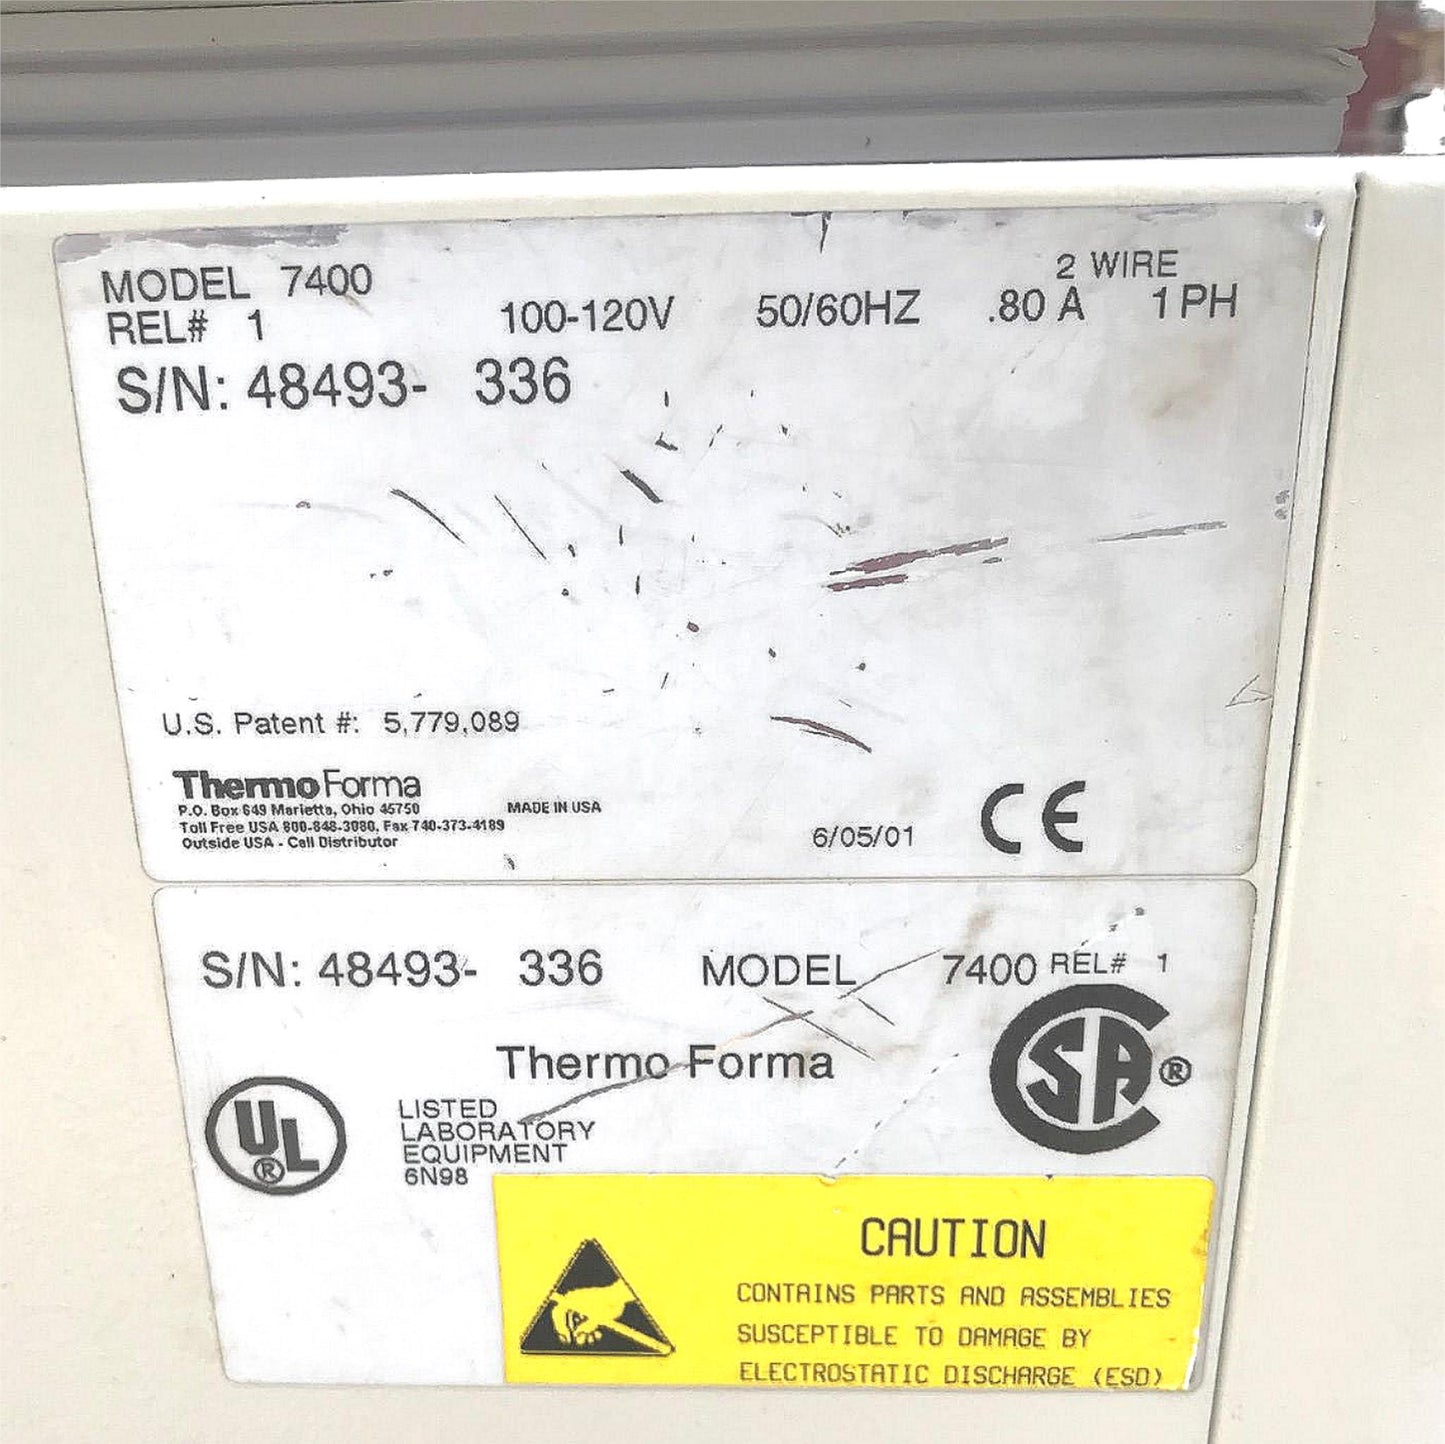 MODEL 7400
2 WIRE
REL# 1 100-120V 50/60HZ .80 A 1 PH
S/N: 48493- 336
U.S. Patent #: 5,779,089
ThermoForma
P.O. Box 649 Marietta, Ohio 45750 MADE IN USA
Toll Free USA 800-848-3080, Fax 740-373-4189
Outside USA - Call Distributor
6/05/01
CE
S/N: 48493- 336 MODEL 7400 REL# 1
Thermo Forma
SA ®
UL ®
LISTED
LABORATORY
EQUIPMENT
6N98
CAUTION
CONTAINS PARTS AND ASSEMBLIES
SUSCEPTIBLE TO DAMAGE BY
ELECTROSTATIC DISCHARGE (ESD)